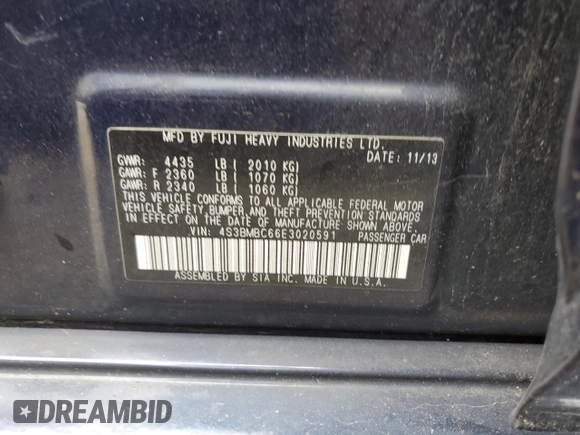 MFD BY FUJI HEAVY INDUSTRIES LTD.
DATE: 11/13
GVWR: 4435 LB ( 2010 KG)
GAWR: F 2360 LB ( 1070 KG)
GAWR: R 2340 LB ( 1060 KG)
THIS VEHICLE CONFORMS TO ALL APPLICABLE FEDERAL MOTOR
VEHICLE SAFETY, BUMPER, AND THEFT PREVENTION STANDARDS
IN EFFECT ON THE DATE OF MANUFACTURE SHOWN ABOVE.
VIN: 4S3BMBC66E3020591 PASSENGER CAR
ASSEMBLED BY SIA INC. MADE IN U.S.A.
DREAMBID